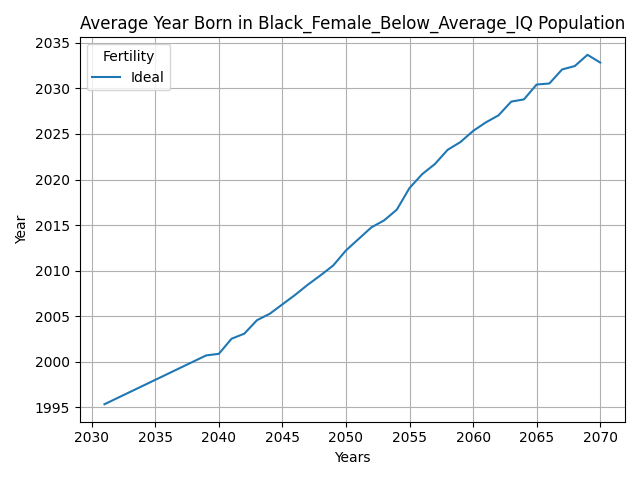 Average Year Born in Black_Female_Below_Average_IQ Population
2035
2030
2025
2020
2015
2010
2005
2000
1995
Year
Fertility
Ideal
2030 2035 2040 2045 2050 2055 2060 2065 2070
Years